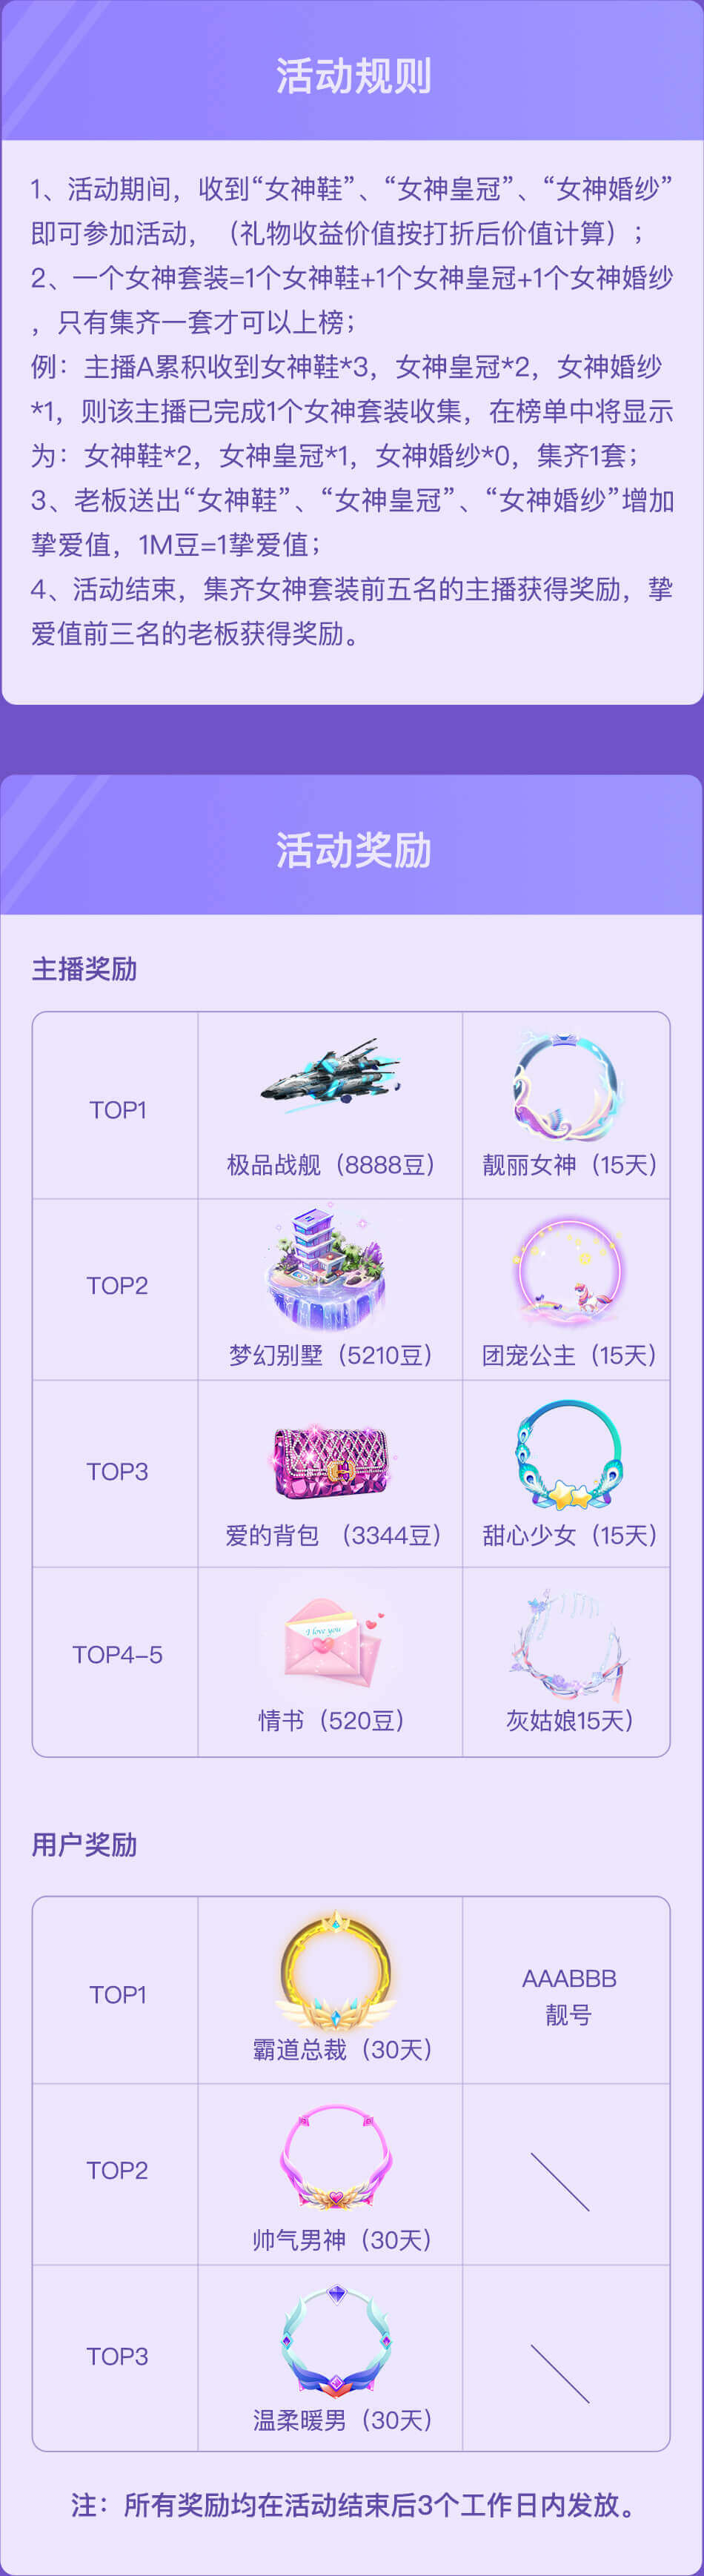 活动规则
1、活动期间，收到“女神鞋”、“女神皇冠”、“女神婚纱”
即可参加活动，（礼物收益价值按打折后价值计算）；
2、一个女神套装=1个女神鞋+1个女神皇冠+1个女神婚纱
，只有集齐一套才可以上榜；
例：主播A累积收到女神鞋*3，女神皇冠*2，女神婚纱
*1，则该主播已完成1个女神套装收集，在榜单中将显示
为：女神鞋*2，女神皇冠*1，女神婚纱*0，集齐1套；
3、老板送出“女神鞋”、“女神皇冠”、“女神婚纱”增加
挚爱值，1M豆=1挚爱值；
4、活动结束，集齐女神套装前五名的主播获得奖励，挚
爱值前三名的老板获得奖励。
活动奖励
主播奖励
TOP1
极品战舰（8888豆）
靓丽女神（15天）
TOP2
梦幻别墅（5210豆）
团宠公主（15天）
TOP3
爱的背包 （3344豆）
甜心少女（15天）
TOP4-5
I love you
情书（520豆）
灰姑娘15天）
用户奖励
TOP1
霸道总裁（30天）
AAABBB
靓号
TOP2
帅气男神（30天）
TOP3
温柔暖男（30天）
注：所有奖励均在活动结束后3个工作日内发放。